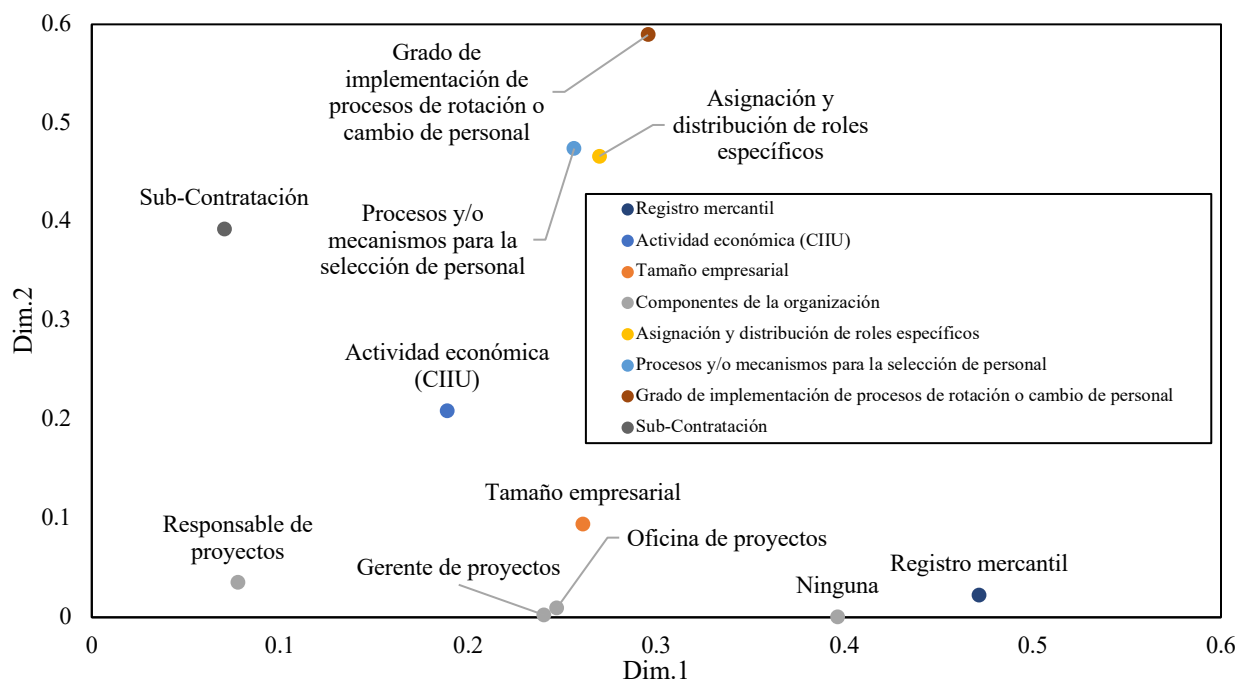 0.6
0.5
0.4
0.3
0.2
0.1
0
Dim.2
Grado de
implementación de
procesos de rotación o
cambio de personal
Asignación y
distribución de roles
específicos
Sub-Contratación
Procesos y/o
mecanismos para la
selección de personal
Actividad económica
(CIIU)
Tamaño empresarial
Responsable de
proyectos
Gerente de proyectos
Oficina de proyectos
Ninguna
Registro mercantil
Registro mercantil
Actividad económica (CIIU)
Tamaño empresarial
Componentes de la organización
Asignación y distribución de roles específicos
Procesos y/o mecanismos para la selección de personal
Grado de implementación de procesos de rotación o cambio de personal
Sub-Contratación
0 0.1 0.2 0.3 0.4 0.5 0.6
Dim.1